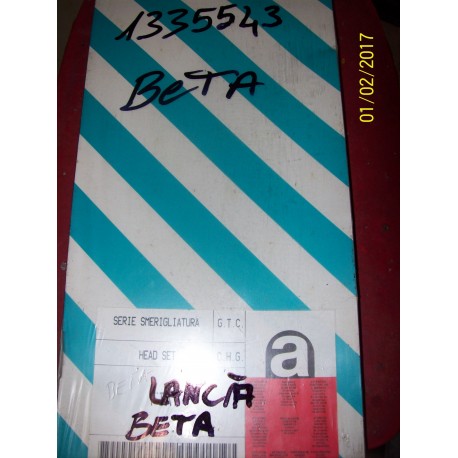 1335543
BeTA
01/02/2017
SERIE SMERIGLIATURA G.T.C.
HEAD SET C.H.G.
a
LANCIA
BETA